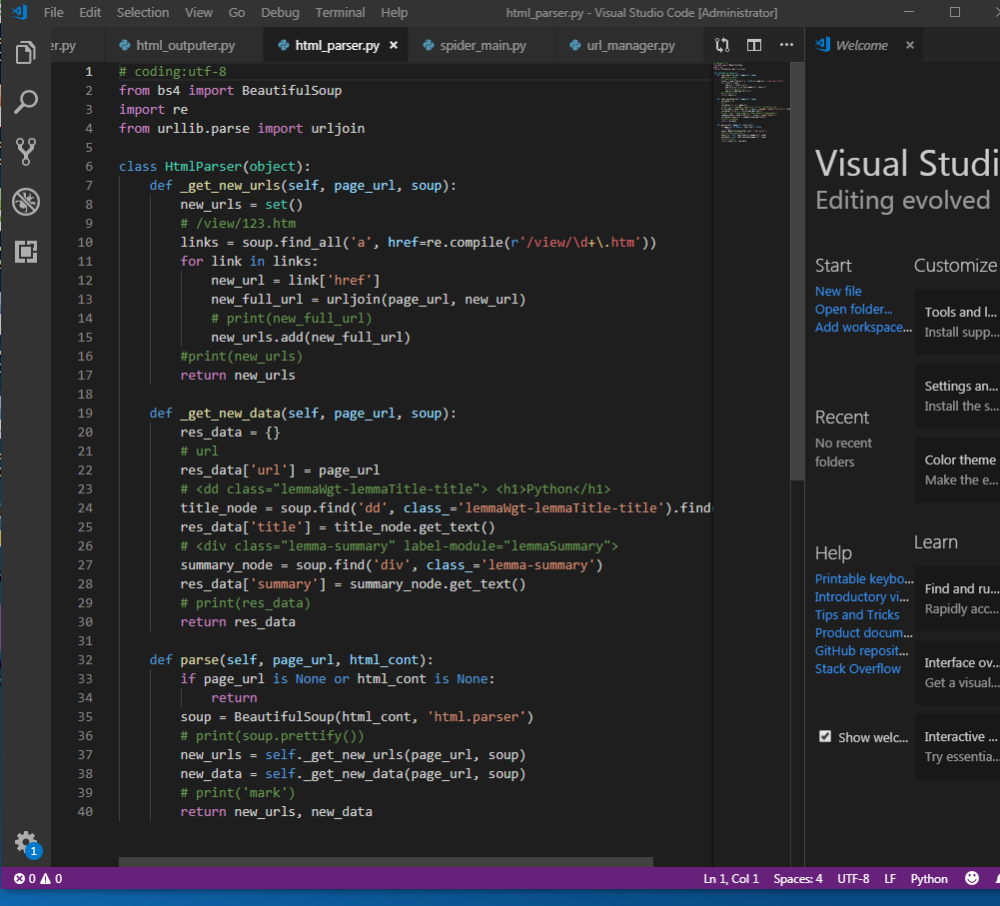 File Edit Selection View Go Debug Terminal Help html_parser.py - Visual Studio Code [Administrator]
er.py html_outputer.py html_parser.py spider_main.py url_manager.py Welcome
1 # coding:utf-8
2 from bs4 import BeautifulSoup
3 import re
4 from urllib.parse import urljoin
5
6 class HtmlParser(object):
7 def _get_new_urls(self, page_url, soup):
8 new_urls = set()
9 # /view/123.htm
10 links = soup.find_all('a', href=re.compile(r'/view/\d+\.htm'))
11 for link in links:
12 new_url = link['href']
13 new_full_url = urljoin(page_url, new_url)
14 # print(new_full_url)
15 new_urls.add(new_full_url)
16 #print(new_urls)
17 return new_urls
18
19 def _get_new_data(self, page_url, soup):
20 res_data = {}
21 # url
22 res_data['url'] = page_url
23 # <dd class="lemmaWgt-lemmaTitle-title"> <h1>Python</h1>
24 title_node = soup.find('dd', class_='lemmaWgt-lemmaTitle-title').find
25 res_data['title'] = title_node.get_text()
26 # <div class="lemma-summary" label-module="lemmaSummary">
27 summary_node = soup.find('div', class_='lemma-summary')
28 res_data['summary'] = summary_node.get_text()
29 # print(res_data)
30 return res_data
31
32 def parse(self, page_url, html_cont):
33 if page_url is None or html_cont is None:
34 return
35 soup = BeautifulSoup(html_cont, 'html.parser')
36 # print(soup.prettify())
37 new_urls = self._get_new_urls(page_url, soup)
38 new_data = self._get_new_data(page_url, soup)
39 # print('mark')
40 return new_urls, new_data
Visual Studi
Editing evolved
Start
New file
Open folder...
Add workspace...
Recent
No recent
folders
Help
Printable keybo...
Introductory vi...
Tips and Tricks
Product docum...
GitHub reposit...
Stack Overflow
Show welc...
Customize
Tools and l...
Install supp...
Settings an...
Install the s...
Color theme
Make the e...
Learn
Find and ru...
Rapidly acc...
Interface ov...
Get a visual...
Interactive ...
Try essentia...
1
0 0 Ln 1, Col 1 Spaces: 4 UTF-8 LF Python